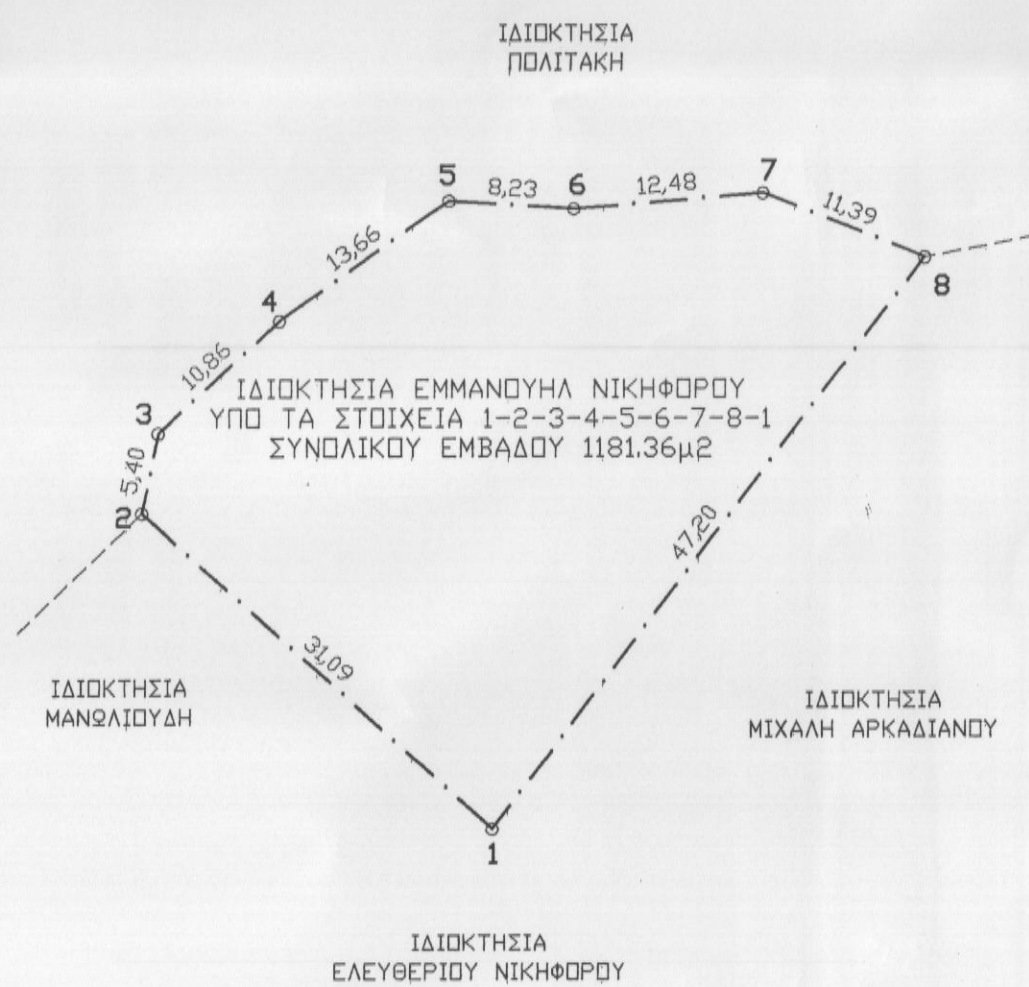 ΙΔΙΟΚΤΗΣΙΑ
ΠΟΛΙΤΑΚΗ
5
8,23
6
12,48
7
11,39
8
13,66
4
10,86
ΙΔΙΟΚΤΗΣΙΑ ΕΜΜΑΝΟΥΗΛ ΝΙΚΗΦΟΡΟΥ
ΥΠΟ ΤΑ ΣΤΟΙΧΕΙΑ 1-2-3-4-5-6-7-8-1
ΣΥΝΟΛΙΚΟΥ ΕΜΒΑΔΟΥ 1181.36μ2
3
5,40
2
47,20
31,09
ΙΔΙΟΚΤΗΣΙΑ
ΜΑΝΩΛΙΟΥΔΗ
ΙΔΙΟΚΤΗΣΙΑ
ΜΙΧΑΛΗ ΑΡΚΑΔΙΑΝΟΥ
1
ΙΔΙΟΚΤΗΣΙΑ
ΕΛΕΥΘΕΡΙΟΥ ΝΙΚΗΦΟΡΟΥ